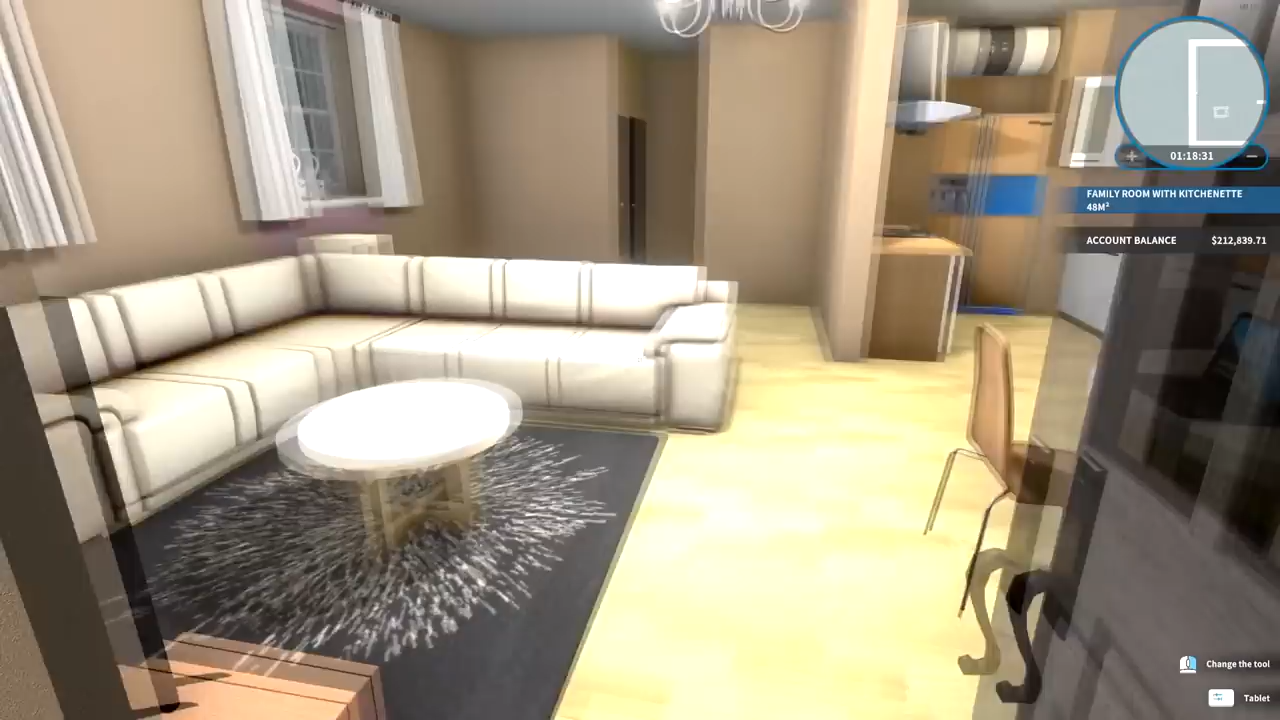 01:18:31
FAMILY ROOM WITH KITCHENETTE
48M²
ACCOUNT BALANCE $212,839.71
Change the tool
Tablet